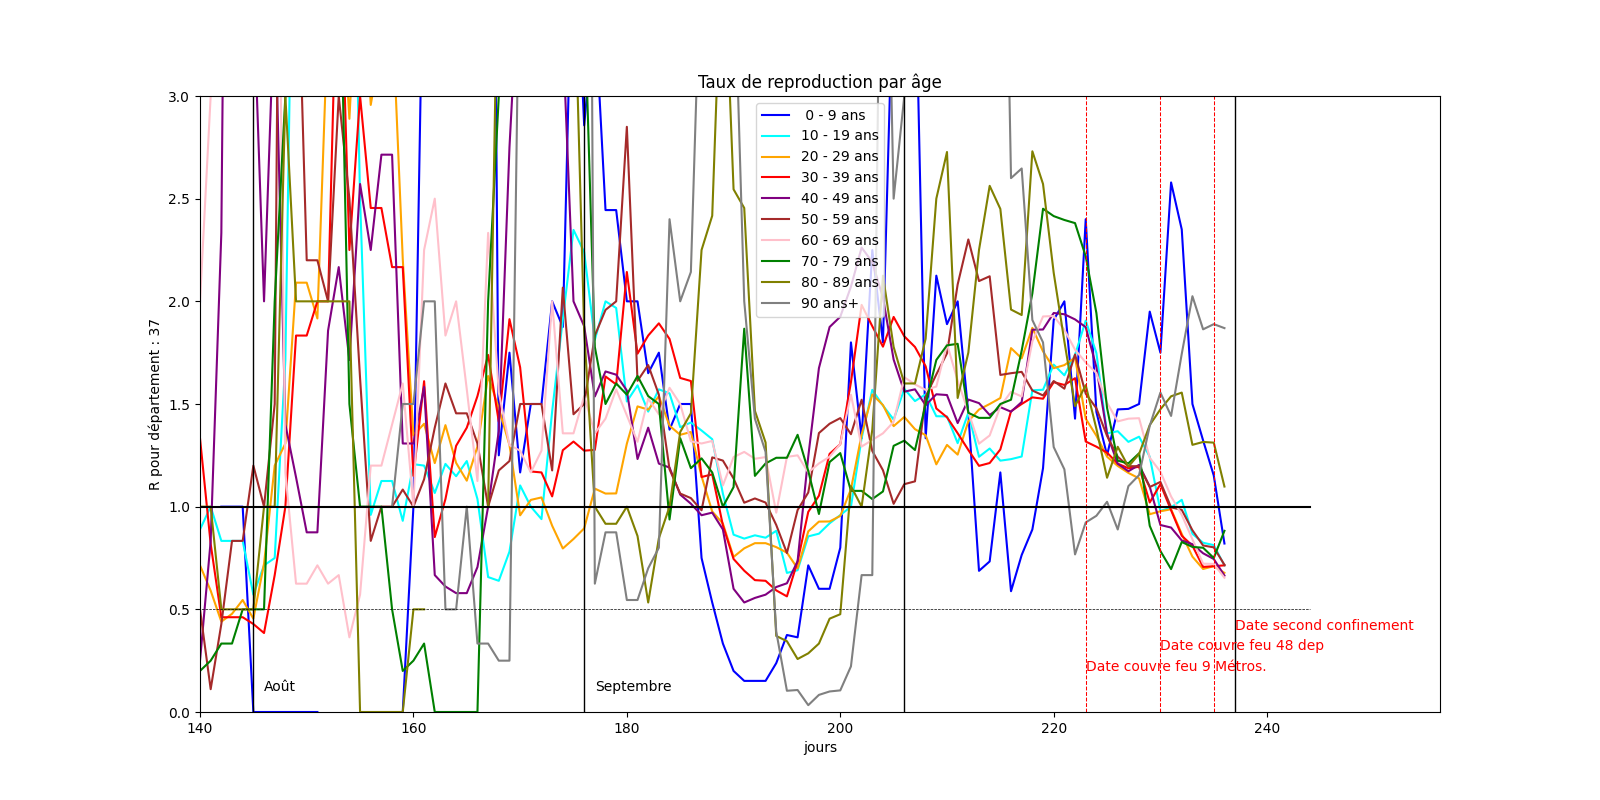 Taux de reproduction par âge
R pour département : 37
3.0
2.5
2.0
1.5
1.0
0.5
0.0
0 - 9 ans
10 - 19 ans
20 - 29 ans
30 - 39 ans
40 - 49 ans
50 - 59 ans
60 - 69 ans
70 - 79 ans
80 - 89 ans
90 ans+
Date second confinement
Date couvre feu 48 dep
Date couvre feu 9 Métros.
Août
Septembre
140
160
180
200
220
240
jours